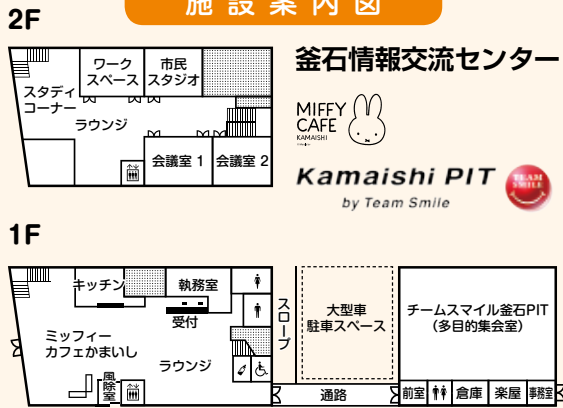 施設案内図
2F
ワーク
スペース
市民
スタジオ
スタディ
コーナー
ラウンジ
会議室 1
会議室 2
釜石情報交流センター
MIFFY
CAFE
KAMAISHI
Kamaishi PIT
by Team Smile
TEAM
SMILE
1F
キッチン
執務室
受付
ミッフィー
カフェかまいし
ラウンジ
風除室
スロープ
大型車
駐車スペース
チームスマイル釜石PIT
(多目的集会室)
通路
前室
倉庫
楽屋
事務室